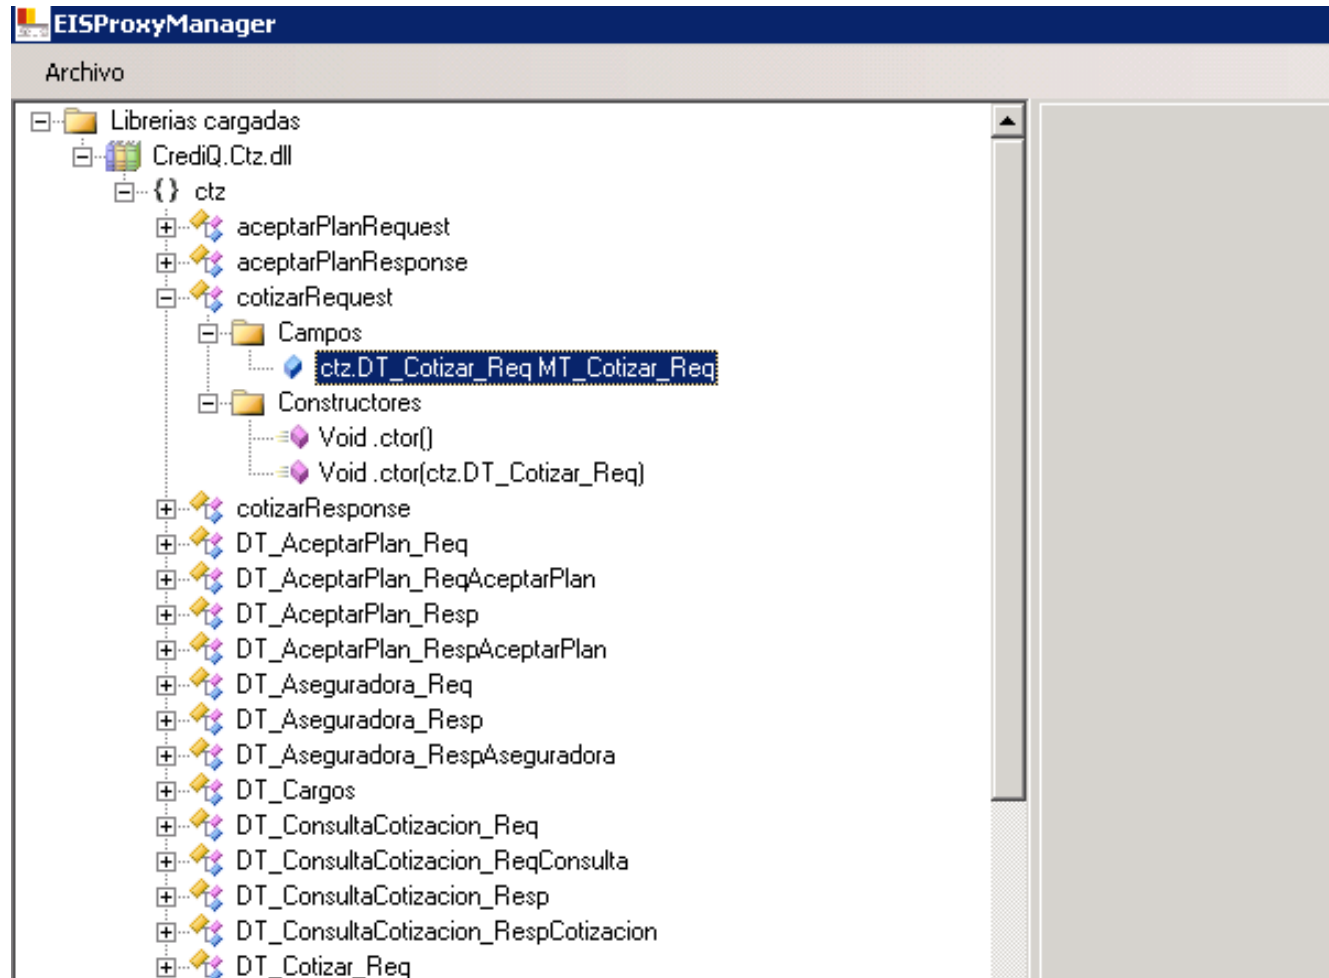 EISProxyManager
Archivo
Librerias cargadas
CrediQ.Ctz.dll
{} ctz
aceptarPlanRequest
aceptarPlanResponse
cotizarRequest
Campos
ctz.DT_Cotizar_Req MT_Cotizar_Req
Constructores
Void .ctor()
Void .ctor(ctz.DT_Cotizar_Req)
cotizarResponse
DT_AceptarPlan_Req
DT_AceptarPlan_ReqAceptarPlan
DT_AceptarPlan_Resp
DT_AceptarPlan_RespAceptarPlan
DT_Aseguradora_Req
DT_Aseguradora_Resp
DT_Aseguradora_RespAseguradora
DT_Cargos
DT_ConsultaCotizacion_Req
DT_ConsultaCotizacion_ReqConsulta
DT_ConsultaCotizacion_Resp
DT_ConsultaCotizacion_RespCotizacion
DT_Cotizar_Req